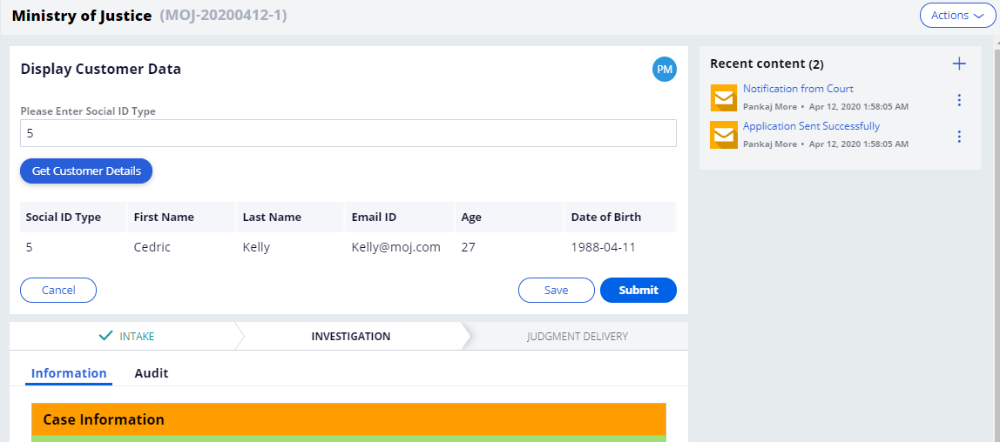 Ministry of Justice (MOJ-20200412-1)
Actions
Display Customer Data
PM
Please Enter Social ID Type
5
Get Customer Details
Social ID Type First Name Last Name Email ID Age Date of Birth
5 Cedric Kelly Kelly@moj.com 27 1988-04-11
Cancel Save Submit
INTAKE INVESTIGATION JUDGMENT DELIVERY
Information Audit
Case Information
Recent content (2)
Notification from Court
Pankaj More • Apr 12, 2020 1:58:05 AM
Application Sent Successfully
Pankaj More • Apr 12, 2020 1:58:05 AM